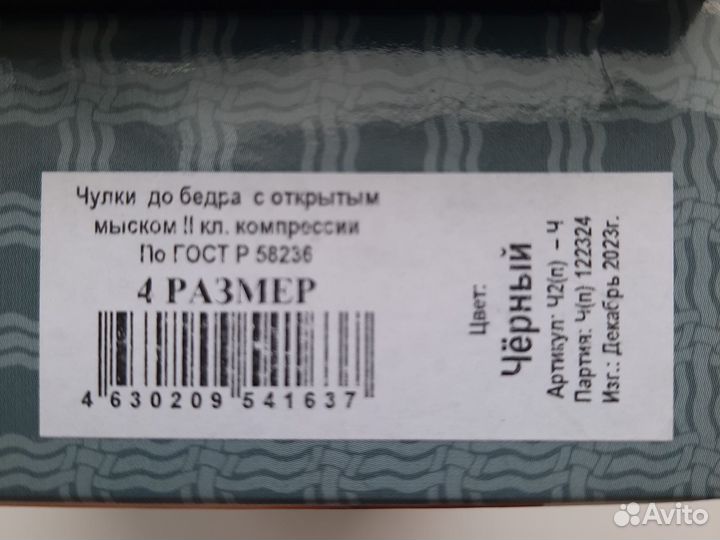 Чулки до бедра с открытым
мыском II кл. компрессии
По ГОСТ Р 58236
4 РАЗМЕР
4 630209 541637
Цвет:
Чёрный
Артикул: Ч2(п) – Ч
Партия: Ч(п) 122324
Изг.: Декабрь 2023г.
Avito